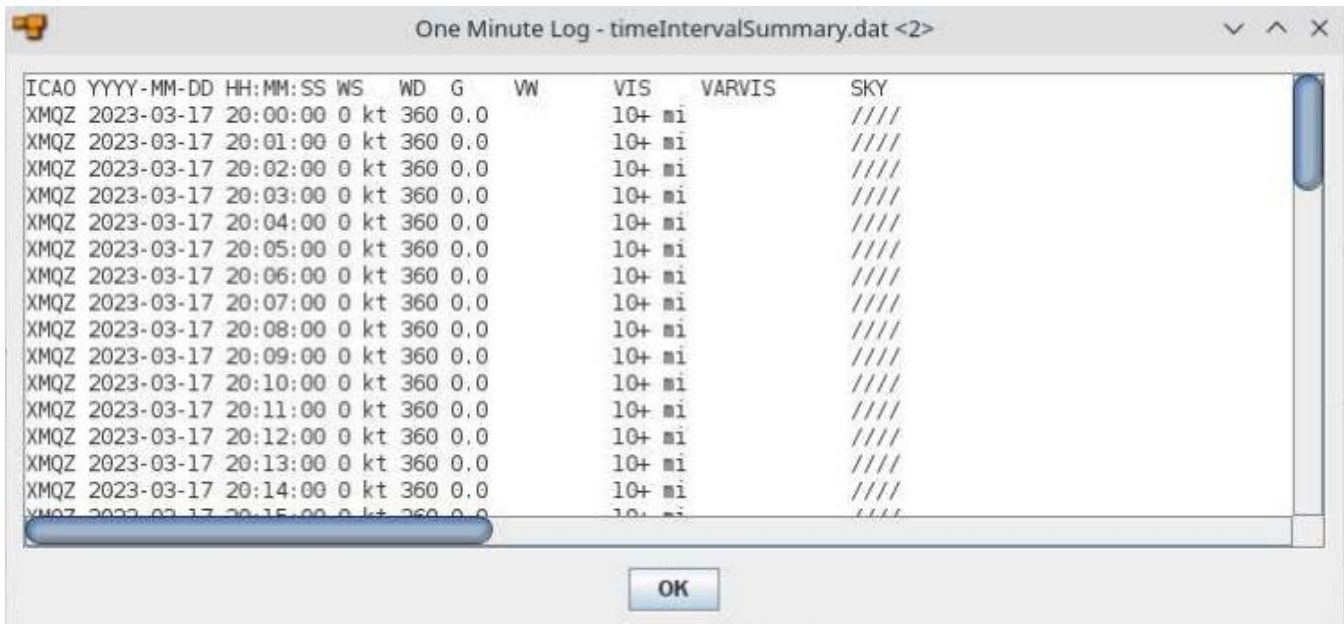 One Minute Log - timeIntervalSummary.dat <2>
ICAO YYYY-MM-DD HH:MM:SS WS WD G VW VIS VARVIS SKY
XMQZ 2023-03-17 20:00:00 0 kt 360 0.0 10+ mi ////
XMQZ 2023-03-17 20:01:00 0 kt 360 0.0 10+ mi ////
XMQZ 2023-03-17 20:02:00 0 kt 360 0.0 10+ mi ////
XMQZ 2023-03-17 20:03:00 0 kt 360 0.0 10+ mi ////
XMQZ 2023-03-17 20:04:00 0 kt 360 0.0 10+ mi ////
XMQZ 2023-03-17 20:05:00 0 kt 360 0.0 10+ mi ////
XMQZ 2023-03-17 20:06:00 0 kt 360 0.0 10+ mi ////
XMQZ 2023-03-17 20:07:00 0 kt 360 0.0 10+ mi ////
XMQZ 2023-03-17 20:08:00 0 kt 360 0.0 10+ mi ////
XMQZ 2023-03-17 20:09:00 0 kt 360 0.0 10+ mi ////
XMQZ 2023-03-17 20:10:00 0 kt 360 0.0 10+ mi ////
XMQZ 2023-03-17 20:11:00 0 kt 360 0.0 10+ mi ////
XMQZ 2023-03-17 20:12:00 0 kt 360 0.0 10+ mi ////
XMQZ 2023-03-17 20:13:00 0 kt 360 0.0 10+ mi ////
XMQZ 2023-03-17 20:14:00 0 kt 360 0.0 10+ mi ////
OK